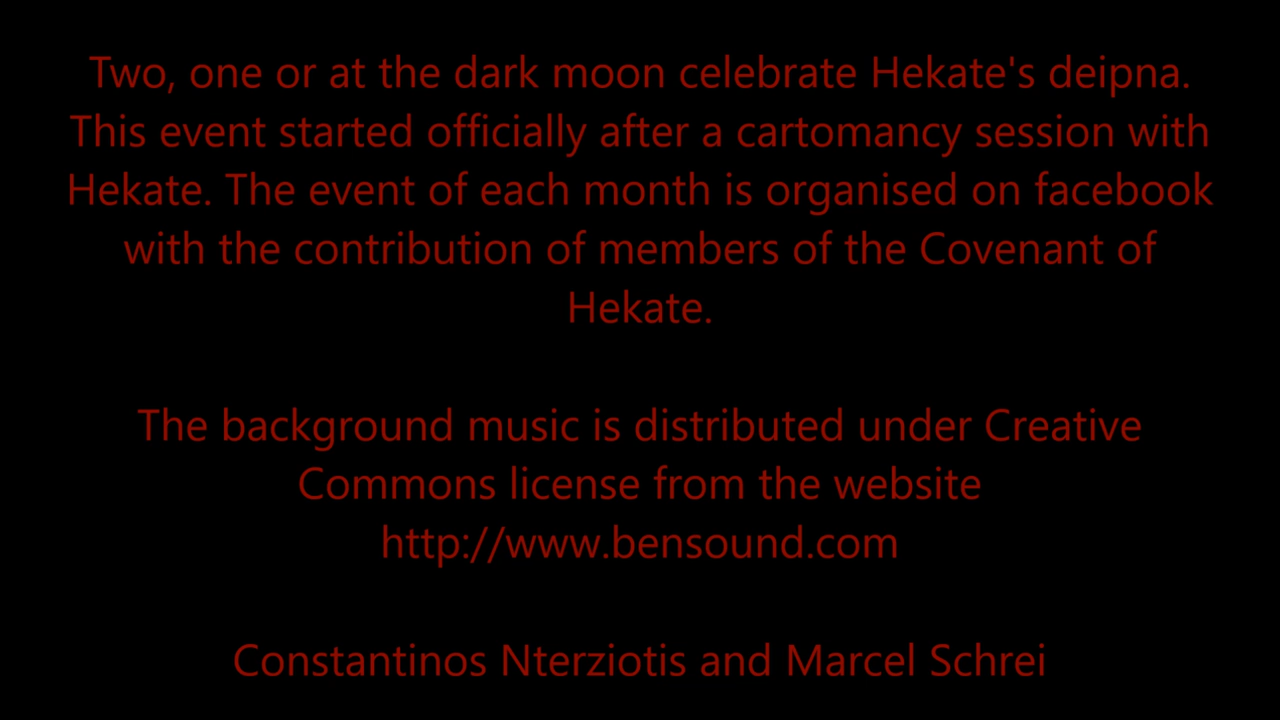 Two, one or at the dark moon celebrate Hekate's deipna.
This event started officially after a cartomancy session with
Hekate. The event of each month is organised on facebook
with the contribution of members of the Covenant of
Hekate.
The background music is distributed under Creative
Commons license from the website
http://www.bensound.com
Constantinos Nterziotis and Marcel Schrei